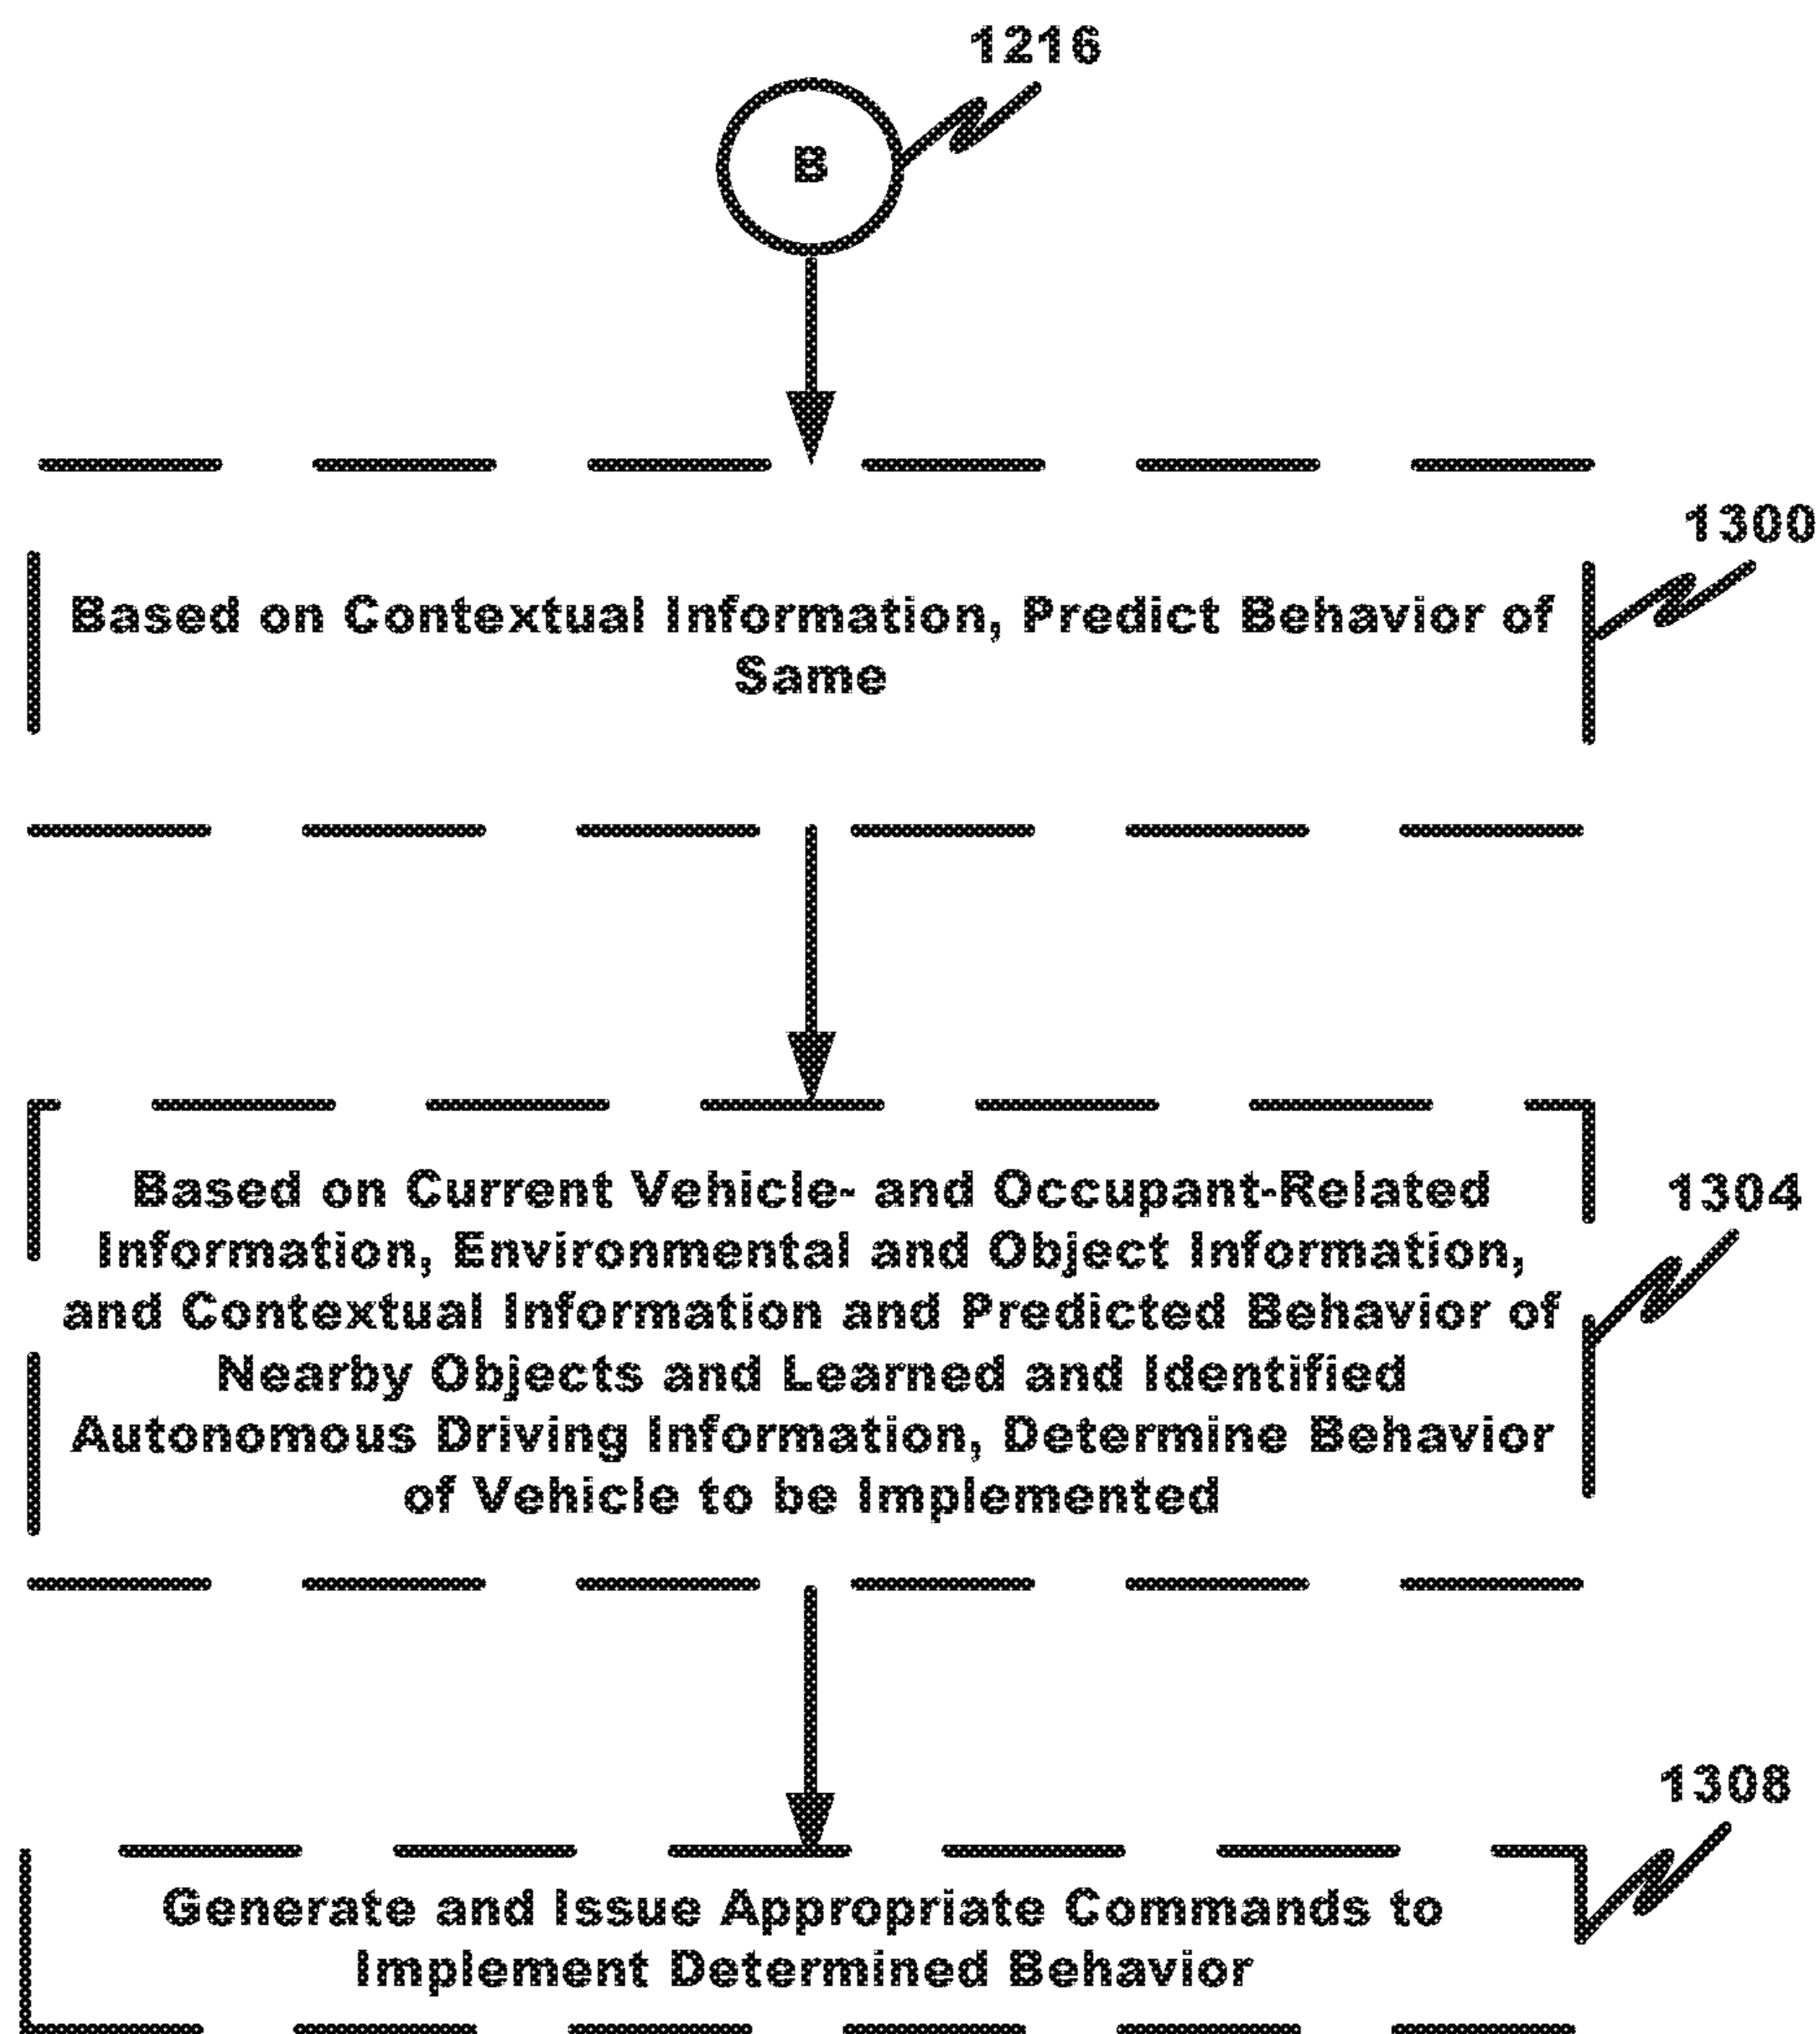 1216
B
1300
Based on Contextual Information, Predict Behavior of
Same
Based on Current Vehicle- and Occupant-Related
1304
Information, Environmental and Object Information,
and Contextual Information and Predicted Behavior of
Nearby Objects and Learned and Identified
Autonomous Driving Information, Determine Behavior
of Vehicle to be Implemented
1308
Generate and Issue Appropriate Commands to
Implement Determined Behavior